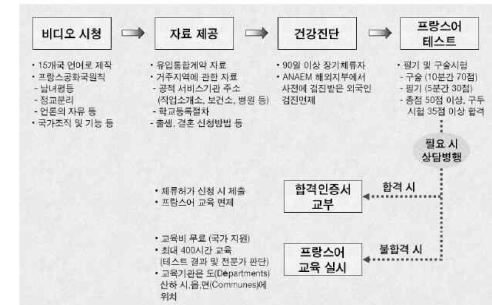 비디오 시청
자료 제공
건강진단
프랑스어
테스트
• 15개국 언어로 제작
• 프랑스공화국원칙
- 남녀평등
- 정교분리
- 언론의 자유 등
• 국가조직 및 기능 등
• 유입통합계약 자료
• 거주지역에 관한 자료
- 공적 서비스기관 주소
(직업소개소, 보건소, 병원 등)
- 학교등록절차
- 출생, 결혼 신청방법 등
• 90일 이상 장기체류자
• ANAEM 해외지부에서
사전에 검진받은 외국인
검진면제
• 필기 및 구술시험
- 구술 (10분간 70점)
- 필기 (5분간 30점)
- 총점 50점 이상, 구두
시험 35점 이상 합격
필요 시
상담병행
• 체류허가 신청 시 제출
• 프랑스어 교육 면제
합격인증서
교부
합격 시
• 교육비 무료 (국가 지원)
• 최대 400시간 교육
(테스트 결과 및 전문가 판단)
• 교육기관은 도(Départments)
산하 시,읍,면(Communes)에
위치
프랑스어
교육 실시
불합격 시